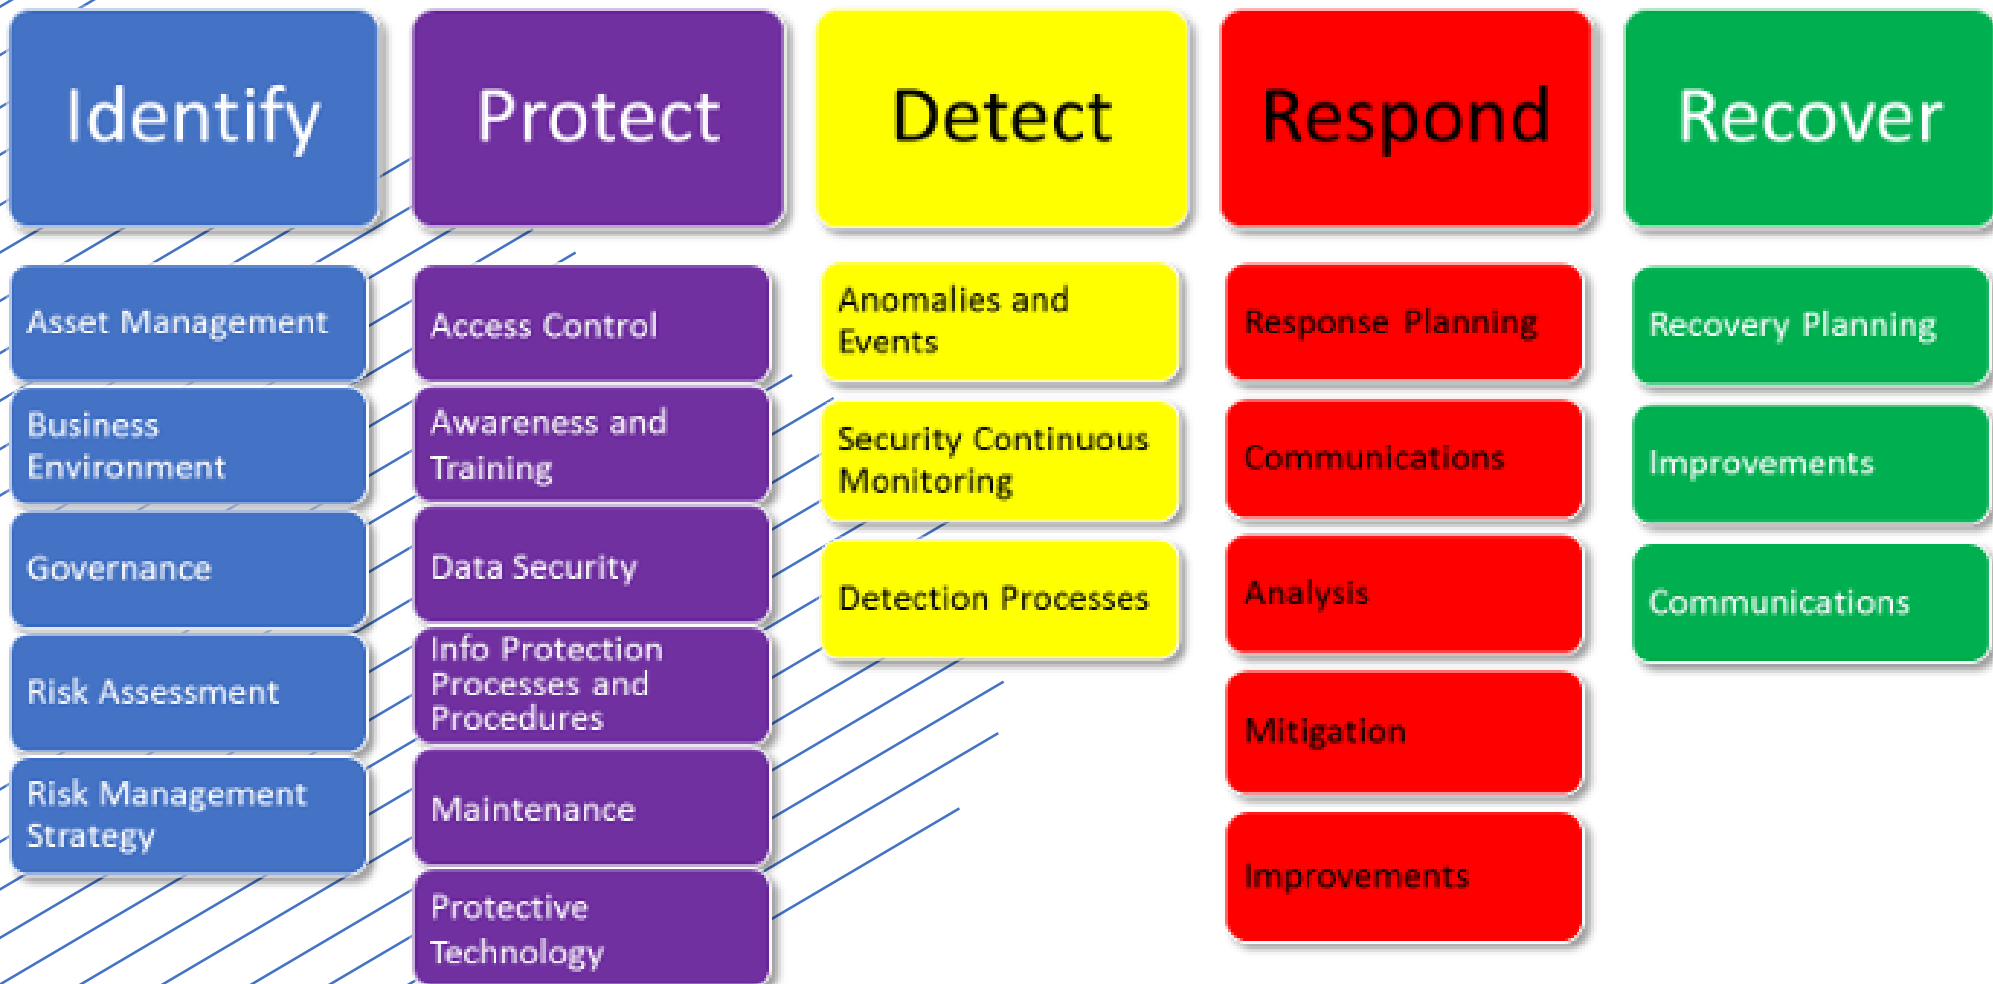 Identify
Protect
Detect
Respond
Recover
Asset Management
Business
Environment
Governance
Risk Assessment
Risk Management
Strategy
Access Control
Awareness and
Training
Data Security
Info Protection
Processes and
Procedures
Maintenance
Protective
Technology
Anomalies and
Events
Security Continuous
Monitoring
Detection Processes
Response Planning
Communications
Analysis
Mitigation
Improvements
Recovery Planning
Improvements
Communications